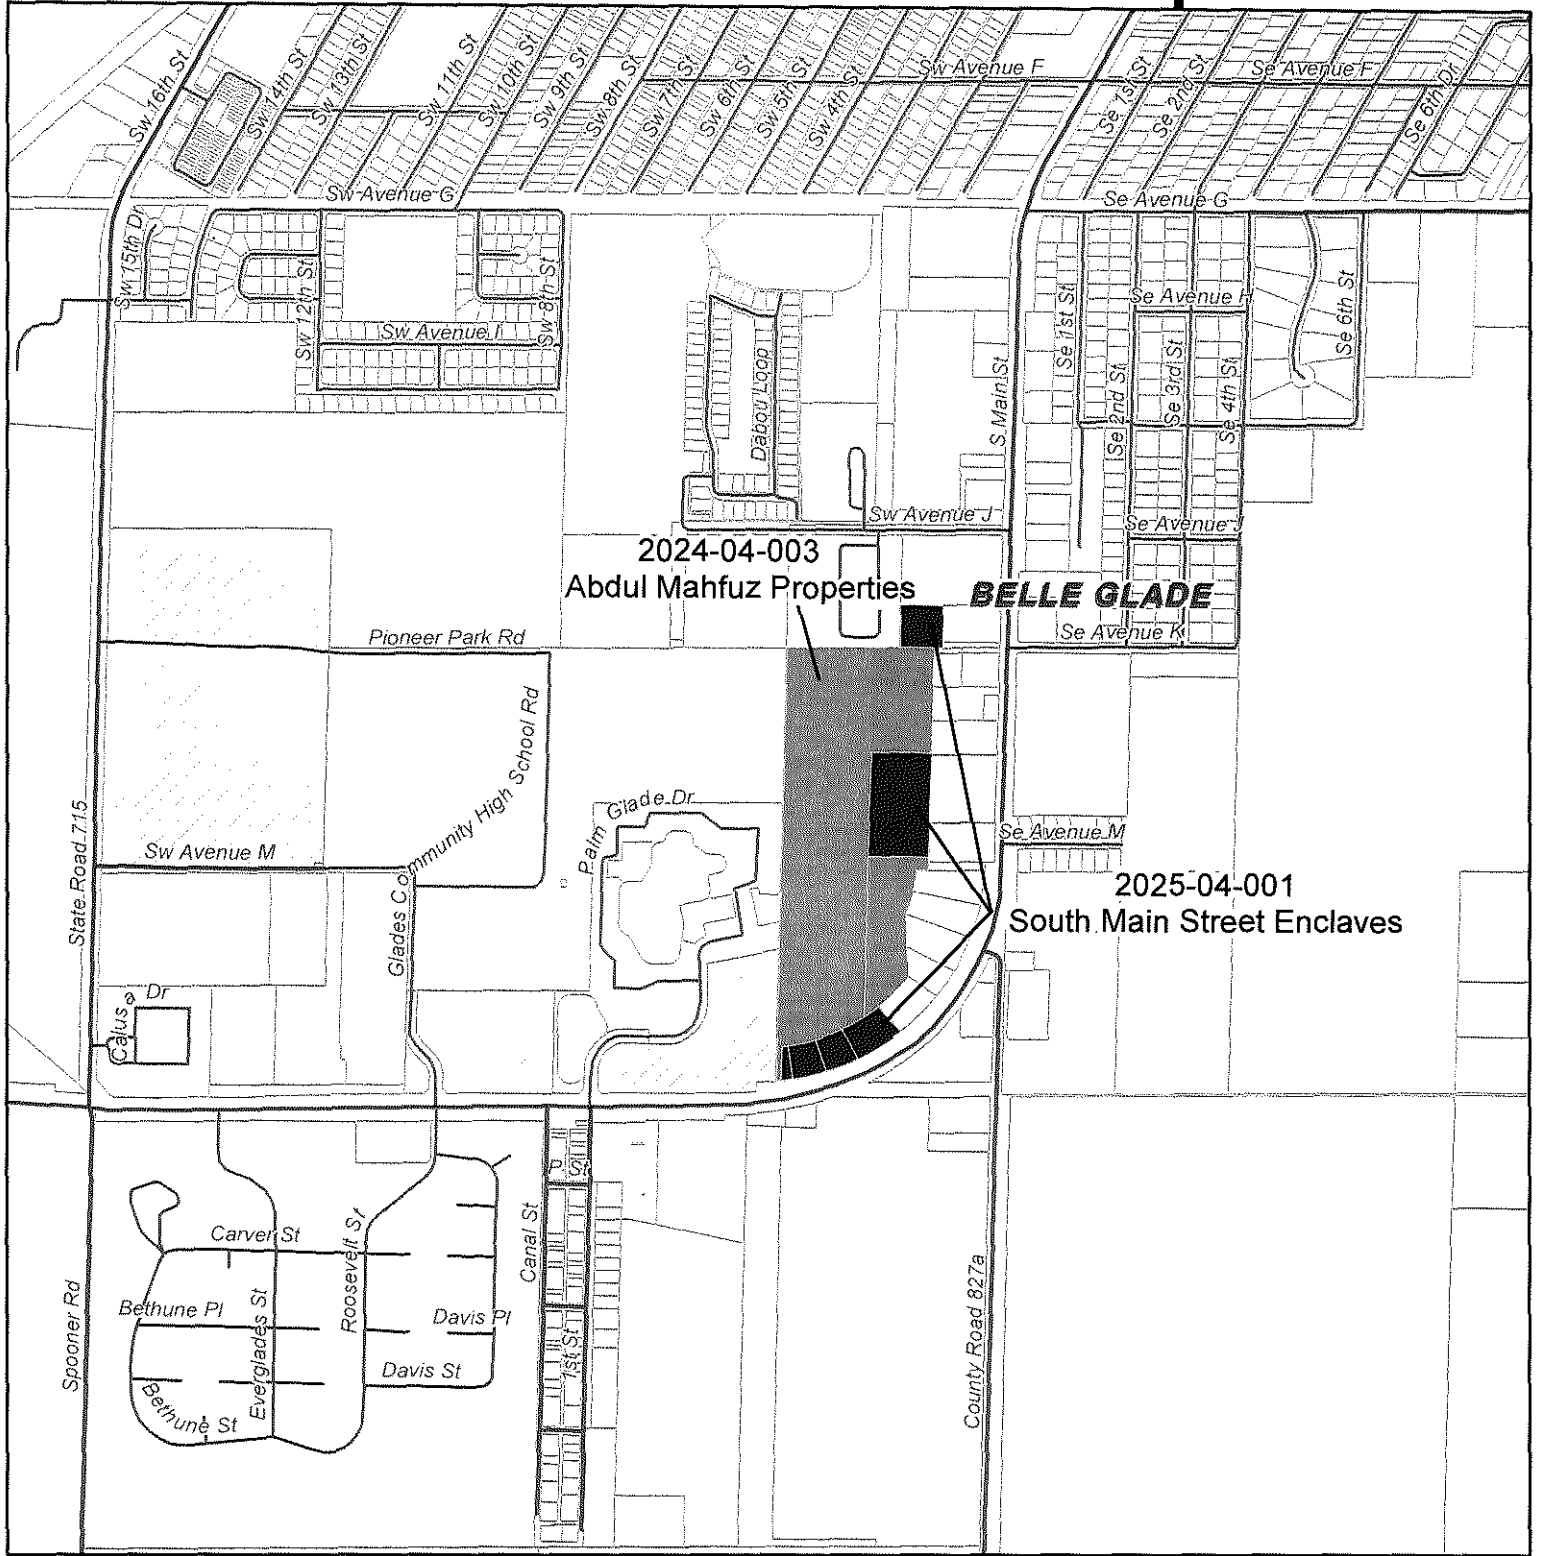 Sw 16th St
Sw 14th St
Sw 13th St
Sw 11th St
Sw 10th St
Sw 9th St
Sw 8th St
Sw 7th St
Sw 6th St
Sw 5th St
Sw 4th St
Sw Avenue F
Se 1st St
Se 2nd St
Se Avenue F
Se 6th Dr
Sw Avenue G
Se Avenue G
Sw 15th Dr
Sw 12th St
Sw 8th St
Sw Avenue I
Dabou Loop
S Main St
Se 1st St
Se 2nd St
Se Avenue H
Se 3rd St
Se 4th St
Se 6th St
Sw Avenue J
Se Avenue J
2024-04-003
Abdul Mahfuz Properties
BELLE GLADE
Pioneer Park Rd
Se Avenue K
State Road 715
Glades Community High School Rd
Palm Glade Dr
Se Avenue M
Sw Avenue M
2025-04-001
South Main Street Enclaves
Calusa Dr
P St
Carver St
Canal St
Roosevelt St
Spooner Rd
Bethune Pl
Everglades St
Davis Pl
1st St
County Road 827a
Davis St
Bethune St